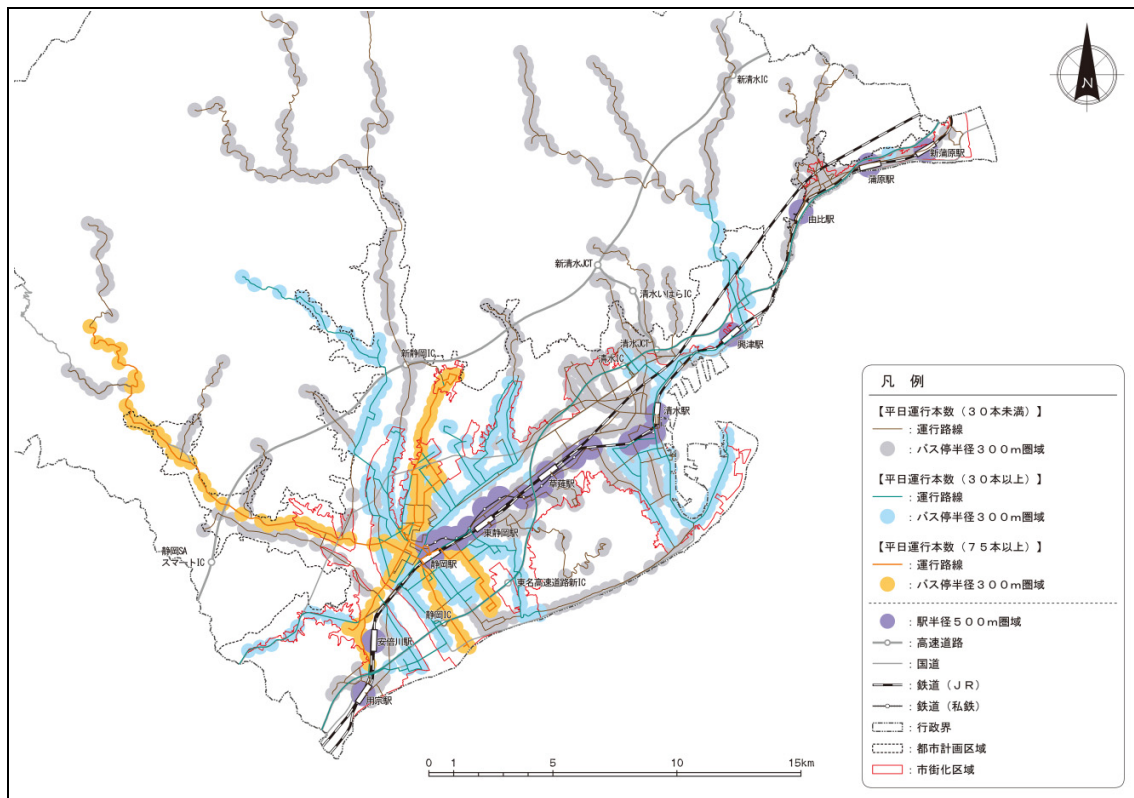 新清水IC
N
新蒲原駅
蒲原駅
由比駅
新清水JCT
清水いはらIC
興津駅
清水JCT
清水IC
新静岡IC
清水駅
草薙駅
東静岡駅
静岡駅
静岡SA
スマートIC
東名高速道路新IC
静岡IC
安倍川駅
用宗駅
凡 例
【平日運行本数（３０本未満）】
：運行路線
：バス停半径３００ｍ圏域
【平日運行本数（３０本以上）】
：運行路線
：バス停半径３００ｍ圏域
【平日運行本数（７５本以上）】
：運行路線
：バス停半径３００ｍ圏域
：駅半径５００ｍ圏域
：高速道路
：国道
：鉄道（ＪＲ）
：鉄道（私鉄）
：行政界
：都市計画区域
：市街化区域
0 1 5 10 15km